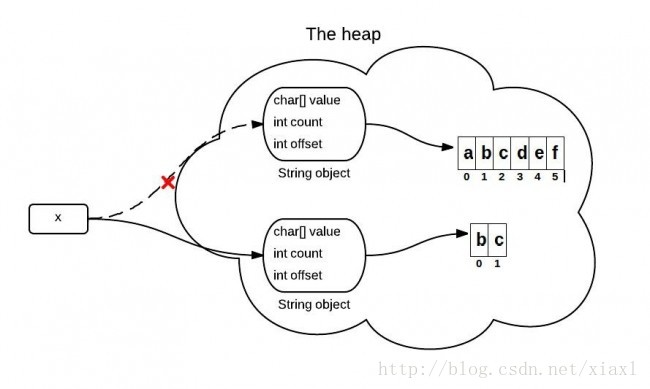 The heap
char[] value
int count
int offset
String object
a b c d e f
0 1 2 3 4 5
x
char[] value
int count
int offset
String object
b c
0 1
http://blog.csdn.net/xiaxl